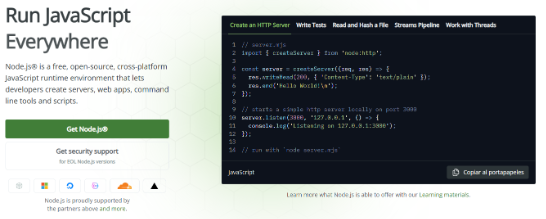 Run JavaScript
Everywhere
Node.js® is a free, open-source, cross-platform
JavaScript runtime environment that lets
developers create servers, web apps, command
line tools and scripts.
Get Node.js®
Get security support
for EOL Node.js versions
Node.js is proudly supported by
the partners above and more.
Create an HTTP Server Write Tests Read and Hash a File Streams Pipeline Work with Threads
1 // server.mjs
2 import { createServer } from 'node:http';
3
4 const server = createServer((req, res) => {
5 res.writeHead(200, { 'Content-Type': 'text/plain' });
6 res.end('Hello World!\n');
7 });
8
9 // starts a simple http server locally on port 3000
10 server.listen(3000, '127.0.0.1', () => {
11 console.log('Listening on 127.0.0.1:3000');
12 });
13
14 // run with `node server.mjs`
JavaScript
Copiar al portapapeles
Learn more what Node.js is able to offer with our Learning materials.